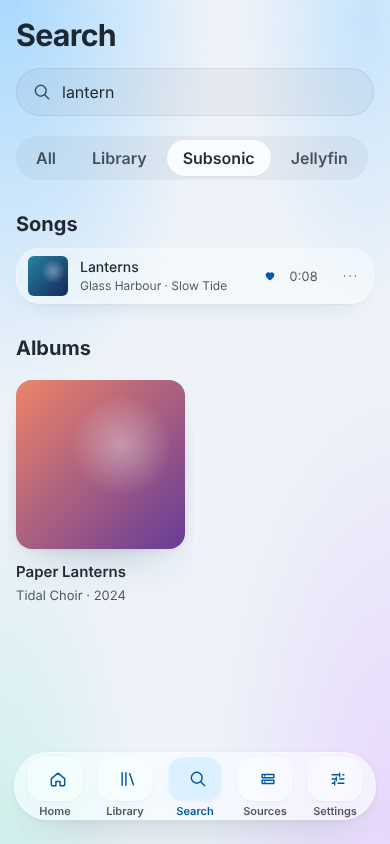 Search
lantern
All Library Subsonic Jellyfin
Songs
Lanterns
Glass Harbour · Slow Tide
0:08
Albums
Paper Lanterns
Tidal Choir · 2024
Home Library Search Sources Settings